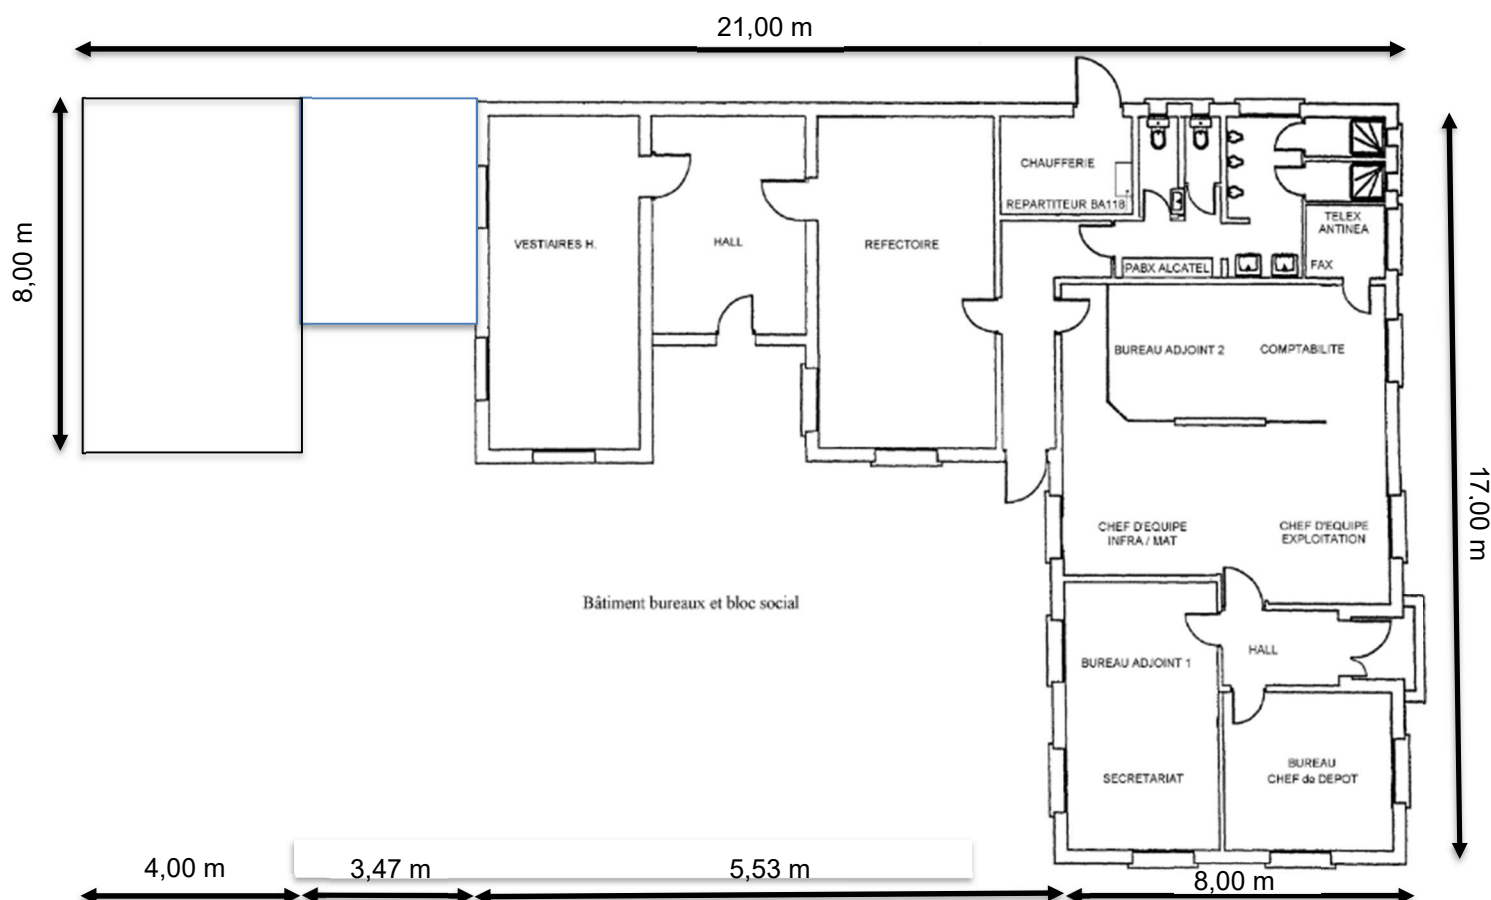 21,00 m
8,00 m
CHAUFFERIE
REPARTITEUR BA118
VESTIAIRES H.
HALL
REFECTOIRE
TELEX
ANTINEA
FAX
PABX ALCATEL
BUREAU ADJOINT 2
COMPTABILITE
CHEF D'EQUIPE
INFRA / MAT
CHEF D'EQUIPE
EXPLOITATION
17,00 m
Bâtiment bureaux et bloc social
BUREAU ADJOINT 1
HALL
SECRETARIAT
BUREAU
CHEF de DEPOT
4,00 m
3,47 m
5,53 m
8,00 m